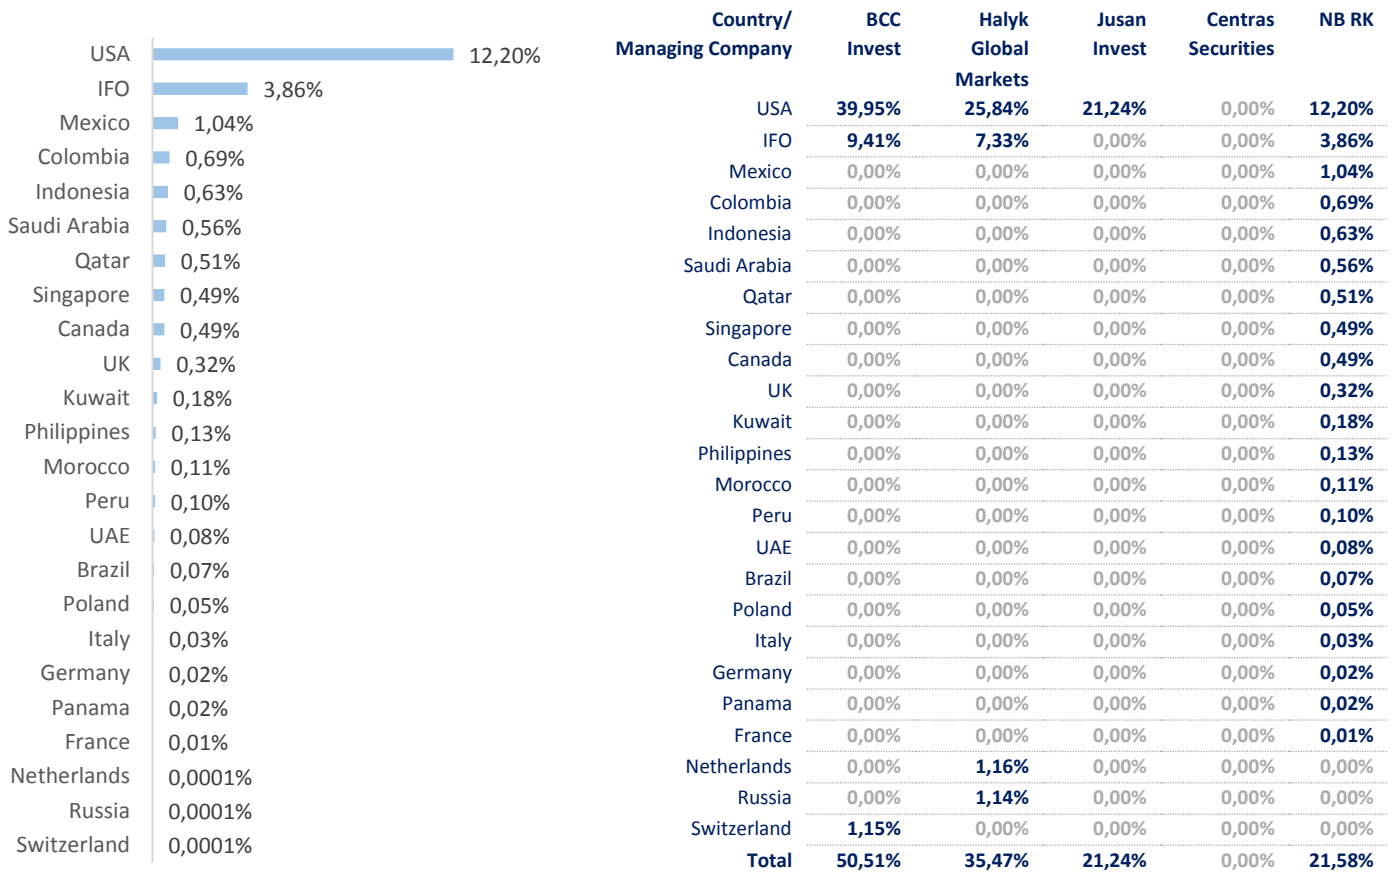 USA 12,20%
IFO 3,86%
Mexico 1,04%
Colombia 0,69%
Indonesia 0,63%
Saudi Arabia 0,56%
Qatar 0,51%
Singapore 0,49%
Canada 0,49%
UK 0,32%
Kuwait 0,18%
Philippines 0,13%
Morocco 0,11%
Peru 0,10%
UAE 0,08%
Brazil 0,07%
Poland 0,05%
Italy 0,03%
Germany 0,02%
Panama 0,02%
France 0,01%
Netherlands 0,0001%
Russia 0,0001%
Switzerland 0,0001%
Country/ BCC Halyk Jusan Centras NB RK
Managing Company Invest Global Invest Securities
Markets
USA 39,95% 25,84% 21,24% 0,00% 12,20%
IFO 9,41% 7,33% 0,00% 0,00% 3,86%
Mexico 0,00% 0,00% 0,00% 0,00% 1,04%
Colombia 0,00% 0,00% 0,00% 0,00% 0,69%
Indonesia 0,00% 0,00% 0,00% 0,00% 0,63%
Saudi Arabia 0,00% 0,00% 0,00% 0,00% 0,56%
Qatar 0,00% 0,00% 0,00% 0,00% 0,51%
Singapore 0,00% 0,00% 0,00% 0,00% 0,49%
Canada 0,00% 0,00% 0,00% 0,00% 0,49%
UK 0,00% 0,00% 0,00% 0,00% 0,32%
Kuwait 0,00% 0,00% 0,00% 0,00% 0,18%
Philippines 0,00% 0,00% 0,00% 0,00% 0,13%
Morocco 0,00% 0,00% 0,00% 0,00% 0,11%
Peru 0,00% 0,00% 0,00% 0,00% 0,10%
UAE 0,00% 0,00% 0,00% 0,00% 0,08%
Brazil 0,00% 0,00% 0,00% 0,00% 0,07%
Poland 0,00% 0,00% 0,00% 0,00% 0,05%
Italy 0,00% 0,00% 0,00% 0,00% 0,03%
Germany 0,00% 0,00% 0,00% 0,00% 0,02%
Panama 0,00% 0,00% 0,00% 0,00% 0,02%
France 0,00% 0,00% 0,00% 0,00% 0,01%
Netherlands 0,00% 1,16% 0,00% 0,00% 0,00%
Russia 0,00% 1,14% 0,00% 0,00% 0,00%
Switzerland 1,15% 0,00% 0,00% 0,00% 0,00%
Total 50,51% 35,47% 21,24% 0,00% 21,58%